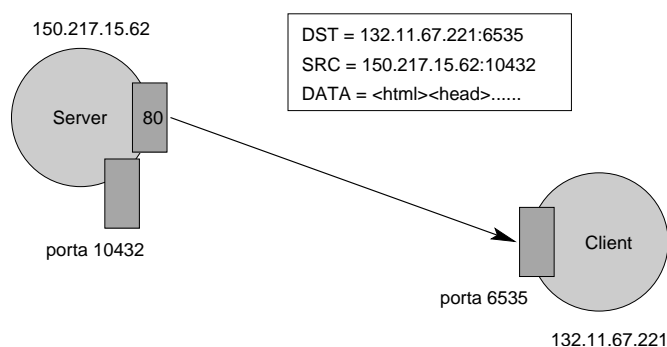 150.217.15.62
DST = 132.11.67.221:6535
SRC = 150.217.15.62:10432
DATA = <html><head>......
Server
80
porta 10432
Client
porta 6535
132.11.67.221